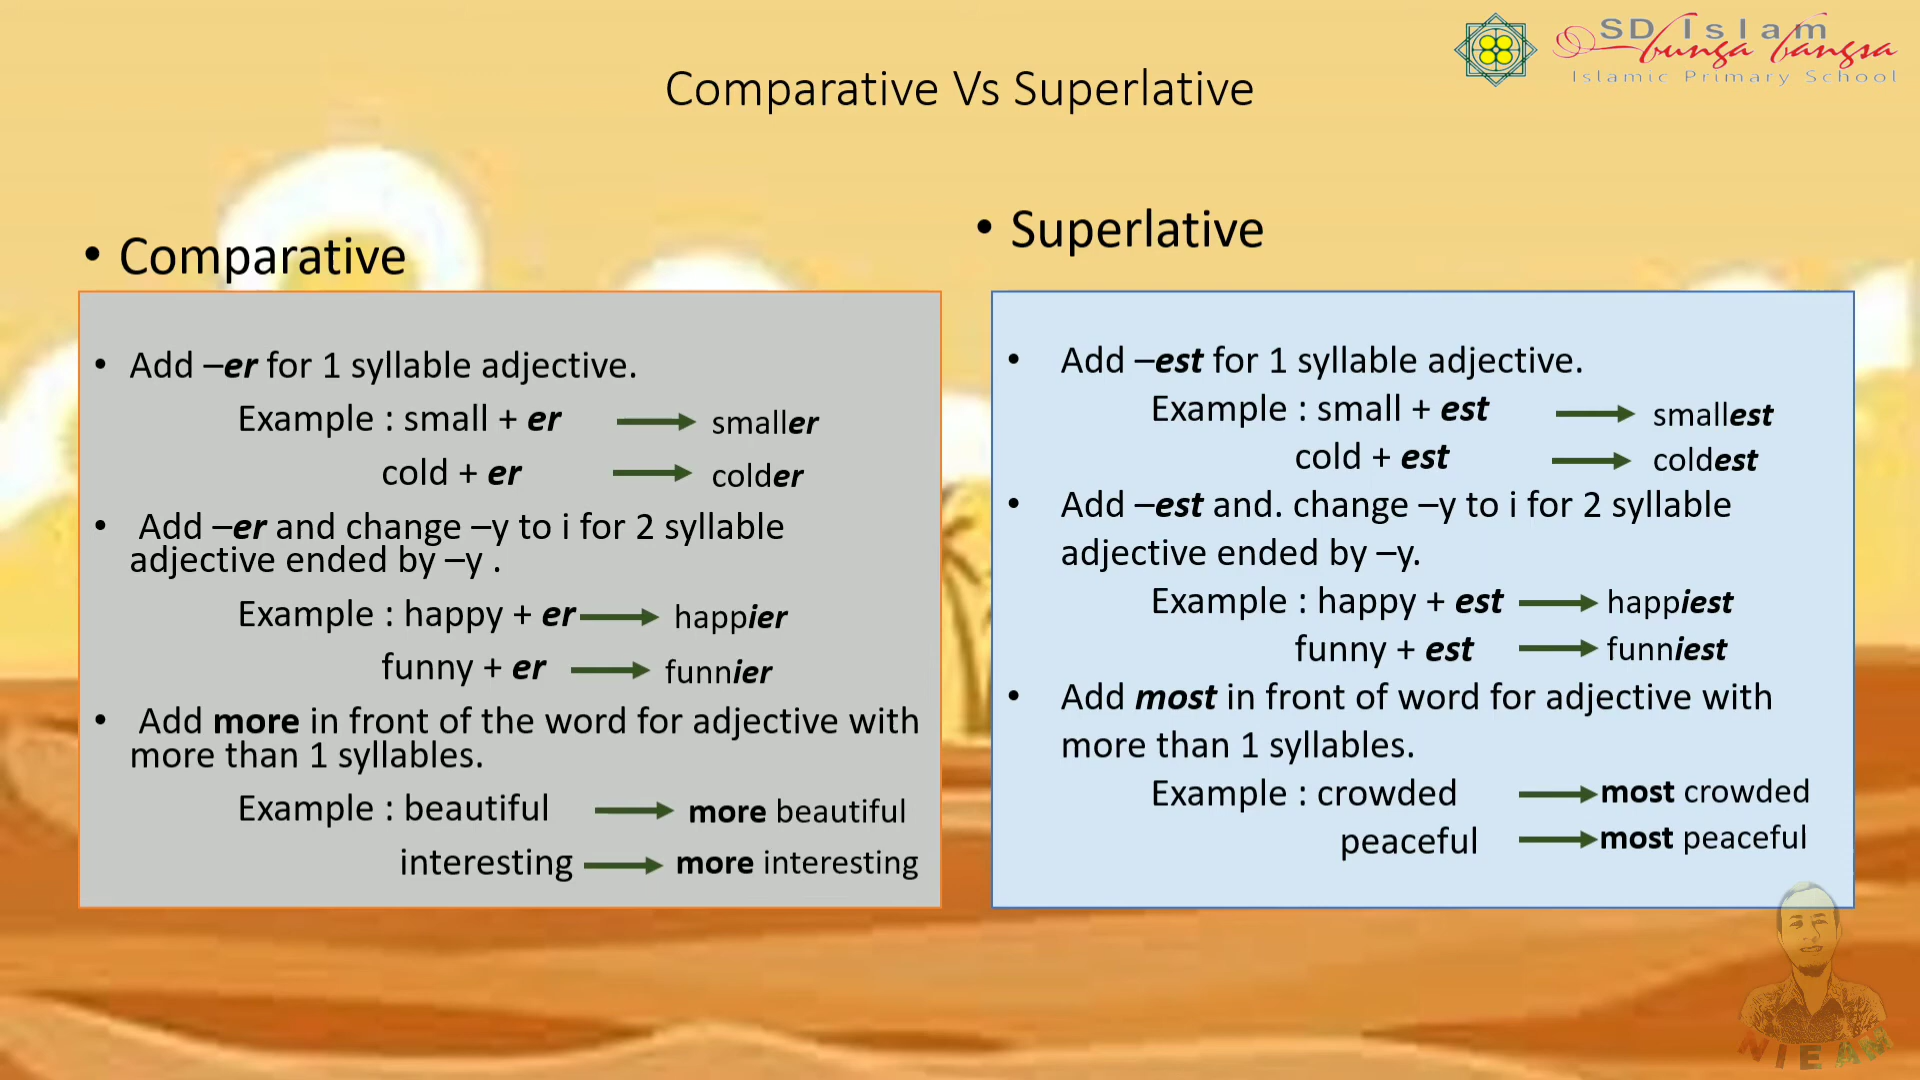 SD Islam
bunga bangsa
Islamic Primary School
Comparative Vs Superlative
• Comparative
• Add –er for 1 syllable adjective.
Example : small + er → smaller
cold + er → colder
• Add –er and change –y to i for 2 syllable
adjective ended by –y .
Example : happy + er → happier
funny + er → funnier
• Add more in front of the word for adjective with
more than 1 syllables.
Example : beautiful → more beautiful
interesting → more interesting
• Superlative
• Add –est for 1 syllable adjective.
Example : small + est → smallest
cold + est → coldest
• Add –est and. change –y to i for 2 syllable
adjective ended by –y.
Example : happy + est → happiest
funny + est → funniest
• Add most in front of word for adjective with
more than 1 syllables.
Example : crowded → most crowded
peaceful → most peaceful
NIEAM